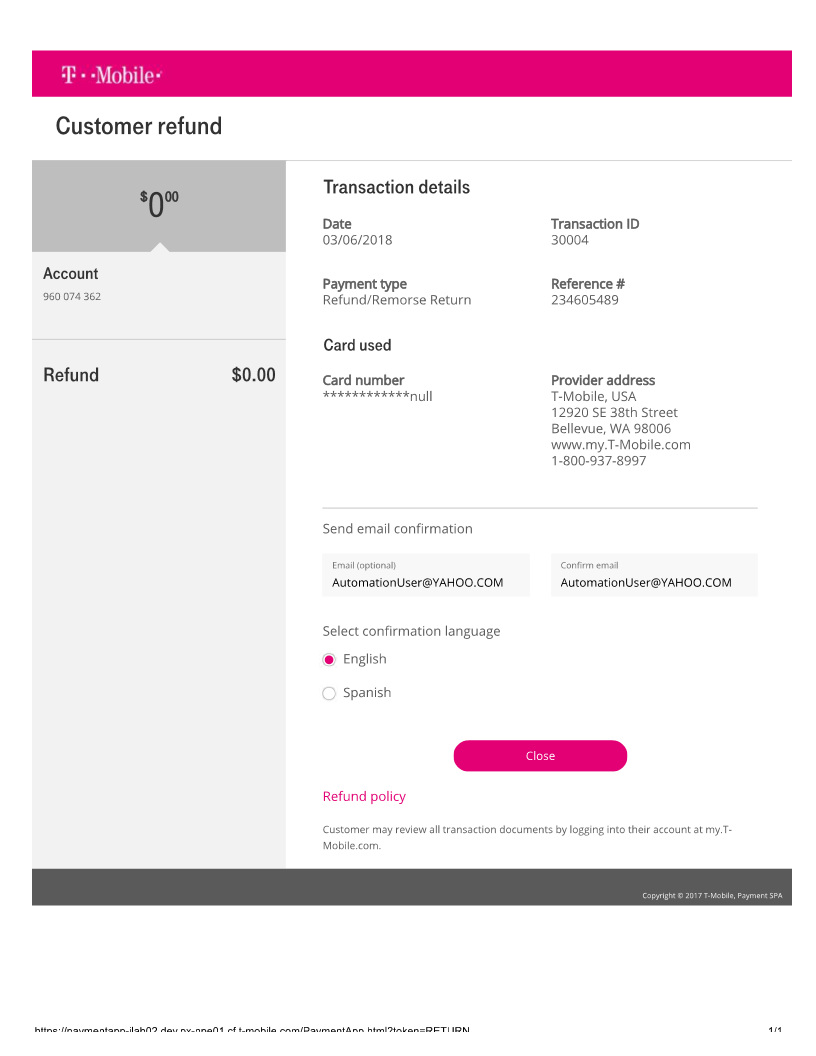 T··Mobile·
Customer refund
$0 00
Account
960 074 362
Refund $0.00
Transaction details
Date Transaction ID
03/06/2018 30004
Payment type Reference #
Refund/Remorse Return 234605489
Card used
Card number Provider address
************null T-Mobile, USA
12920 SE 38th Street
Bellevue, WA 98006
www.my.T-Mobile.com
1-800-937-8997
Send email confirmation
Email (optional) Confirm email
AutomationUser@YAHOO.COM AutomationUser@YAHOO.COM
Select confirmation language
English
Spanish
Close
Refund policy
Customer may review all transaction documents by logging into their account at my.T-
Mobile.com.
Copyright © 2017 T-Mobile, Payment SPA
https://paymentapp-ilab02.dev.px-npe01.cf.t-mobile.com/PaymentApp.html?token=RETURN 1/1